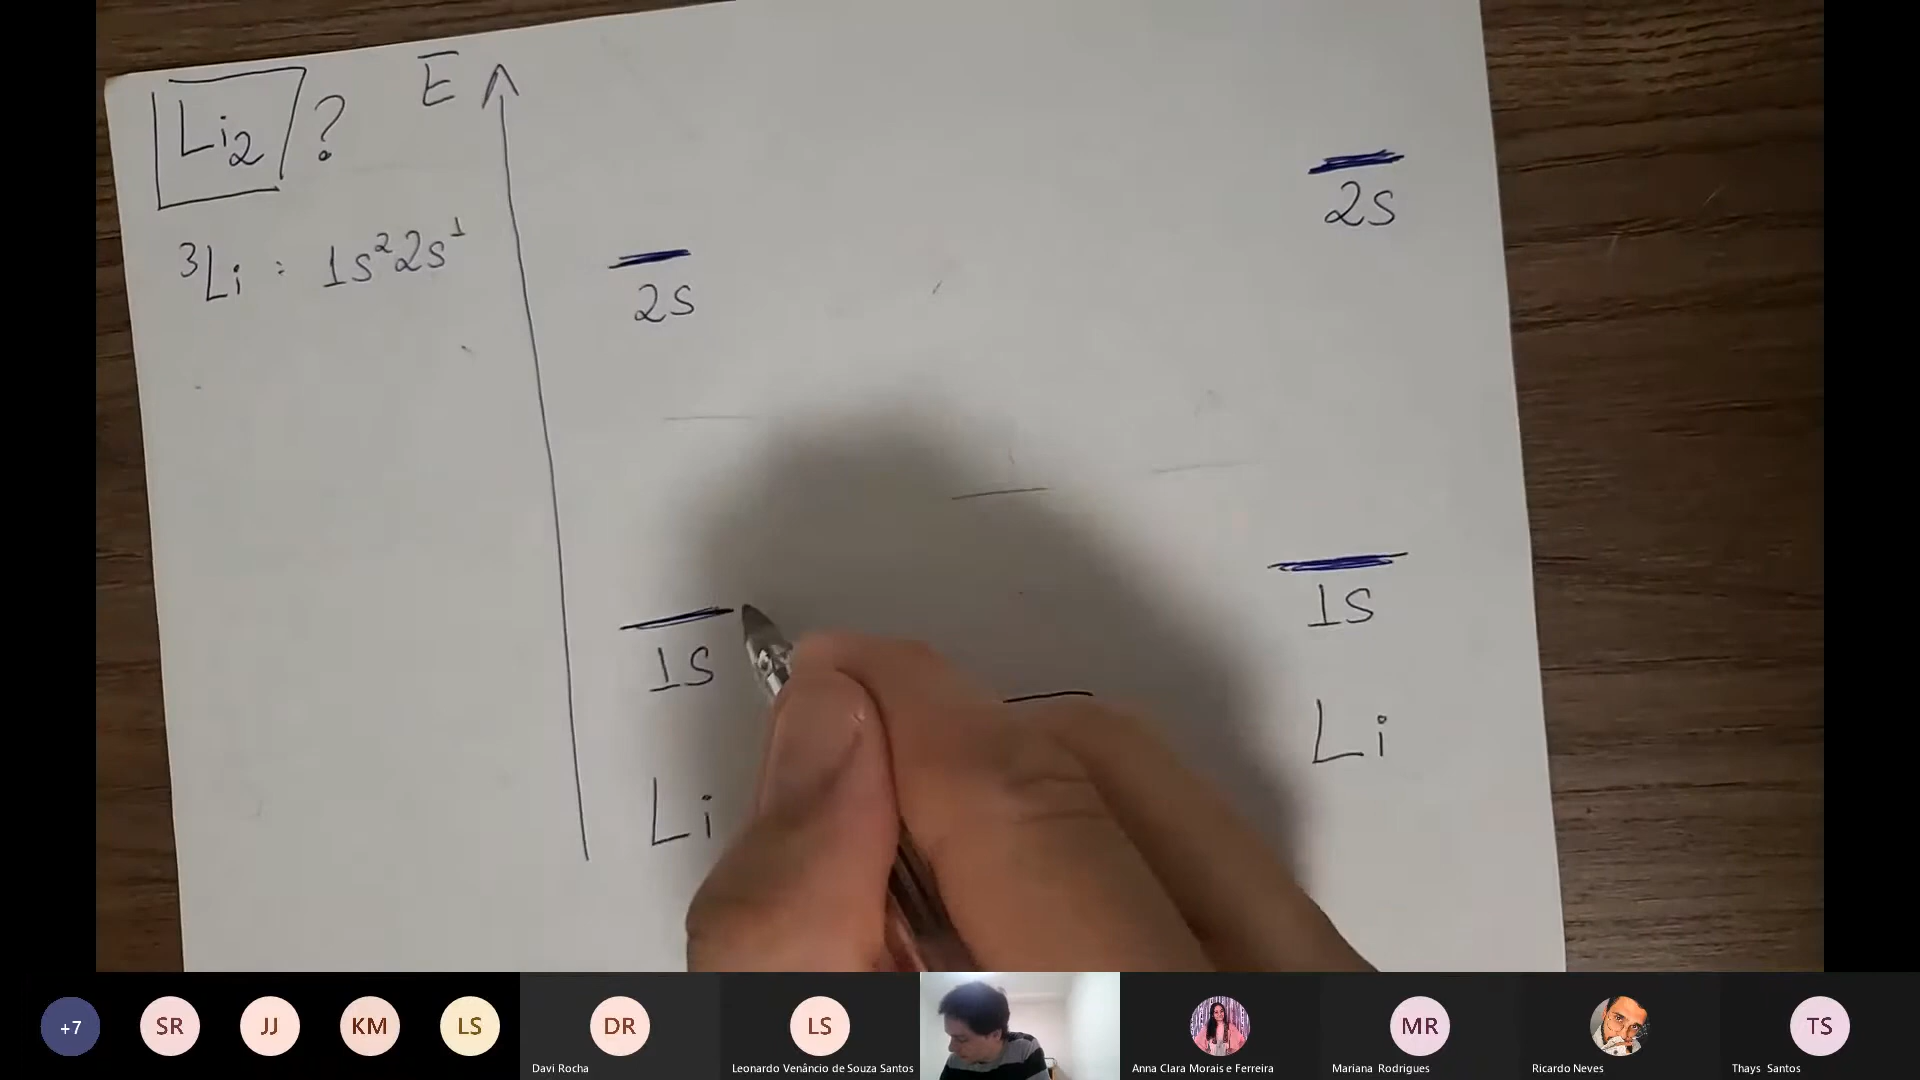 Li₂ ?
E
³Li : 1s² 2s¹
2s
2s
1s
1s
Li
Li
+7
SR
JJ
KM
LS
DR
Davi Rocha
LS
Leonardo Venâncio de Souza Santos
Anna Clara Morais e Ferreira
MR
Mariana Rodrigues
Ricardo Neves
TS
Thays Santos